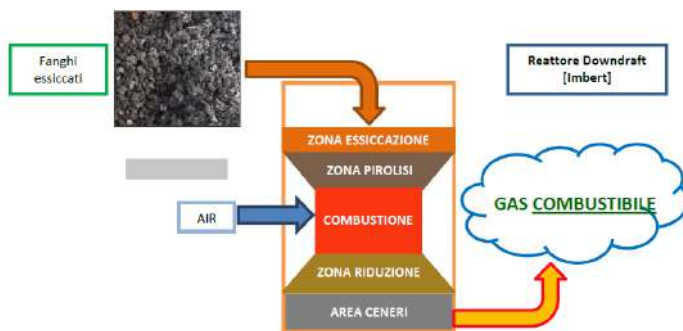 Fanghi
essiccati
Reattore Downdraft
[Imbert]
ZONA ESSICCAZIONE
ZONA PIROLISI
GAS COMBUSTIBILE
AIR
COMBUSTIONE
ZONA RIDUZIONE
AREA CENERI